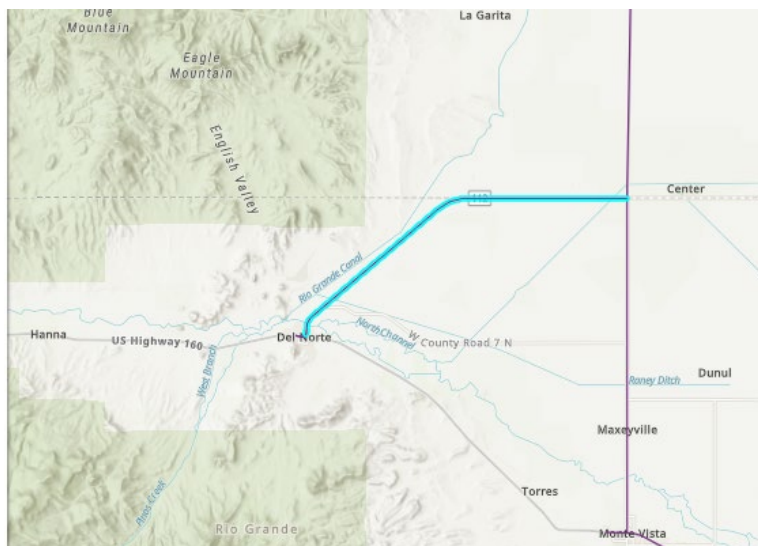 Blue
Mountain
La Garita
Eagle
Mountain
English Valley
112
Center
Rio Grande Canal
Hanna
US Highway 160
Del Norte
North Channel
W
County Road 7 N
West Branch
Dunul
Raney Ditch
Maxeyville
Pinos Creek
Torres
Rio Grande
Monte Vista